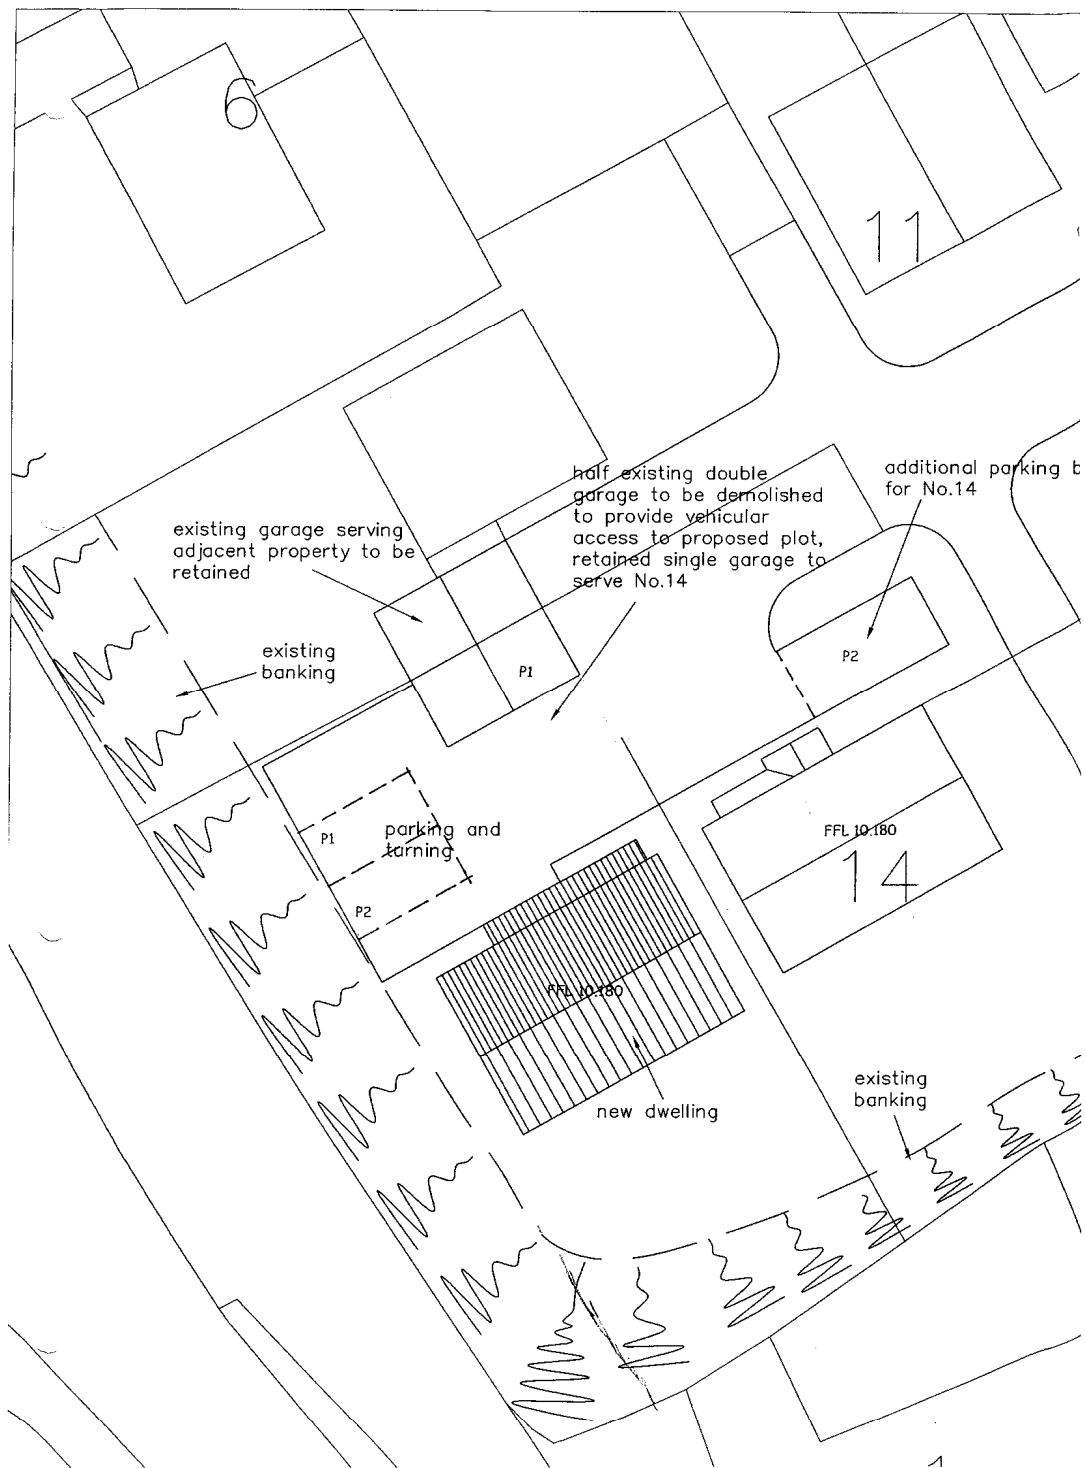 6
11
half existing double
garage to be demolished
to provide vehicular
access to proposed plot,
retained single garage to
serve No.14
additional parking b
for No.14
existing garage serving
adjacent property to be
retained
existing
banking
P1
P2
P1
parking and
turning
P2
FFL 10.180
14
FFL 10.180
new dwelling
existing
banking
1